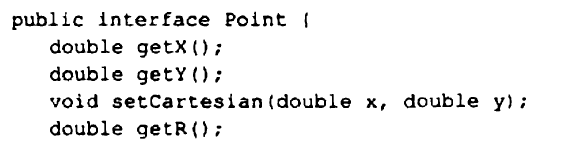 public interface Point {
double getX();
double getY();
void setCartesian(double x, double y);
double getR();